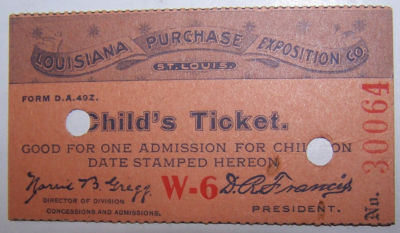 LOUISIANA PURCHASE EXPOSITION CO.
ST. LOUIS.
FORM D.A. 49Z.
Child's Ticket.
GOOD FOR ONE ADMISSION FOR CHILD ON
DATE STAMPED HEREON
Norris B. Gregg W-6 D.R. Francis
DIRECTOR OF DIVISION PRESIDENT.
CONCESSIONS AND ADMISSIONS.
No. 30064